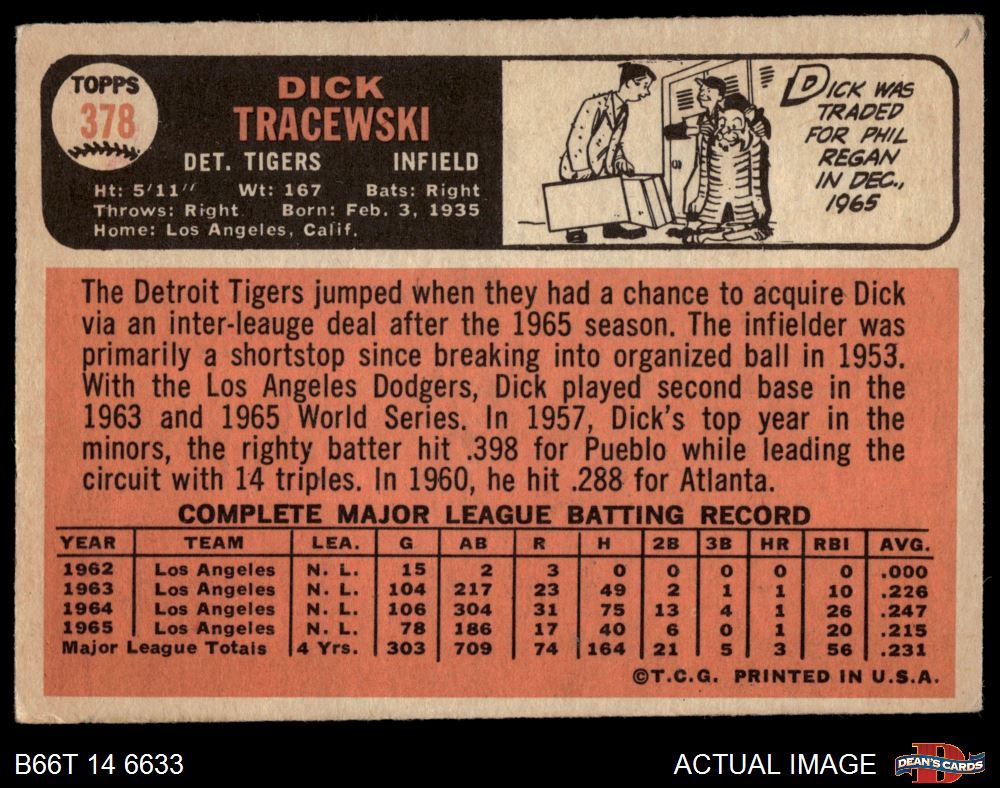 TOPPS
378
DICK
TRACEWSKI
DET. TIGERS INFIELD
Ht: 5'11" Wt: 167 Bats: Right
Throws: Right Born: Feb. 3, 1935
Home: Los Angeles, Calif.
DICK WAS
TRADED
FOR PHIL
REGAN
IN DEC.,
1965
The Detroit Tigers jumped when they had a chance to acquire Dick
via an inter-leauge deal after the 1965 season. The infielder was
primarily a shortstop since breaking into organized ball in 1953.
With the Los Angeles Dodgers, Dick played second base in the
1963 and 1965 World Series. In 1957, Dick's top year in the
minors, the righty batter hit .398 for Pueblo while leading the
circuit with 14 triples. In 1960, he hit .288 for Atlanta.
COMPLETE MAJOR LEAGUE BATTING RECORD
YEAR TEAM LEA. G AB R H 2B 3B HR RBI AVG.
1962 Los Angeles N. L. 15 2 3 0 0 0 0 0 .000
1963 Los Angeles N. L. 104 217 23 49 2 1 1 10 .226
1964 Los Angeles N. L. 106 304 31 75 13 4 1 26 .247
1965 Los Angeles N. L. 78 186 17 40 6 0 1 20 .215
Major League Totals 4 Yrs. 303 709 74 164 21 5 3 56 .231
©T.C.G. PRINTED IN U.S.A.
B66T 14 6633
ACTUAL IMAGE
DEAN'S CARDS